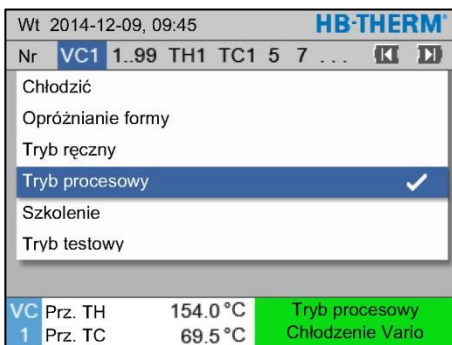 Wt 2014-12-09, 09:45 HB-THERM®
Nr VC1 1..99 TH1 TC1 5 7 ...
Chłodzić
Opróżnianie formy
Tryb ręczny
Tryb procesowy
Szkolenie
Tryb testowy
VC Prz. TH 154.0 °C Tryb procesowy
1 Prz. TC 69.5 °C Chłodzenie Vario